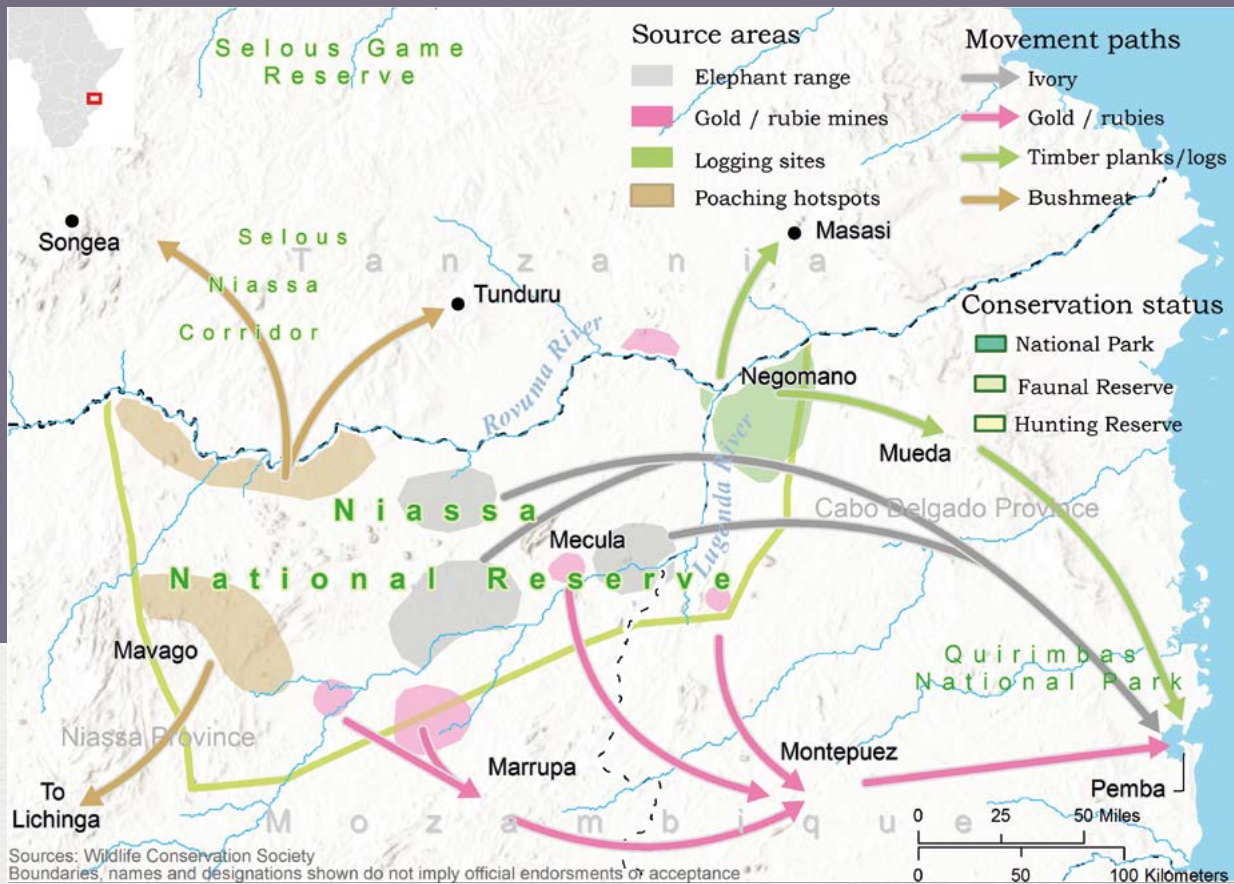 Selous Game
Reserve
Source areas
Elephant range
Gold / rubie mines
Logging sites
Poaching hotspots
Movement paths
Ivory
Gold / rubies
Timber planks/logs
Bushmeat
Conservation status
National Park
Faunal Reserve
Hunting Reserve
Songea
Selous
Niassa
Corridor
Tanzania
Masasi
Tunduru
Rovuma River
Negomano
Mueda
Lugenda River
Cabo Delgado Province
Niassa
National Reserve
Mecula
Mavago
Quirimbas
National Park
Niassa Province
Montepuez
Marrupa
To
Lichinga
Pemba
Mozambique
0 25 50 Miles
0 50 100 Kilometers
Sources: Wildlife Conservation Society
Boundaries, names and designations shown do not imply official endorsements or acceptance